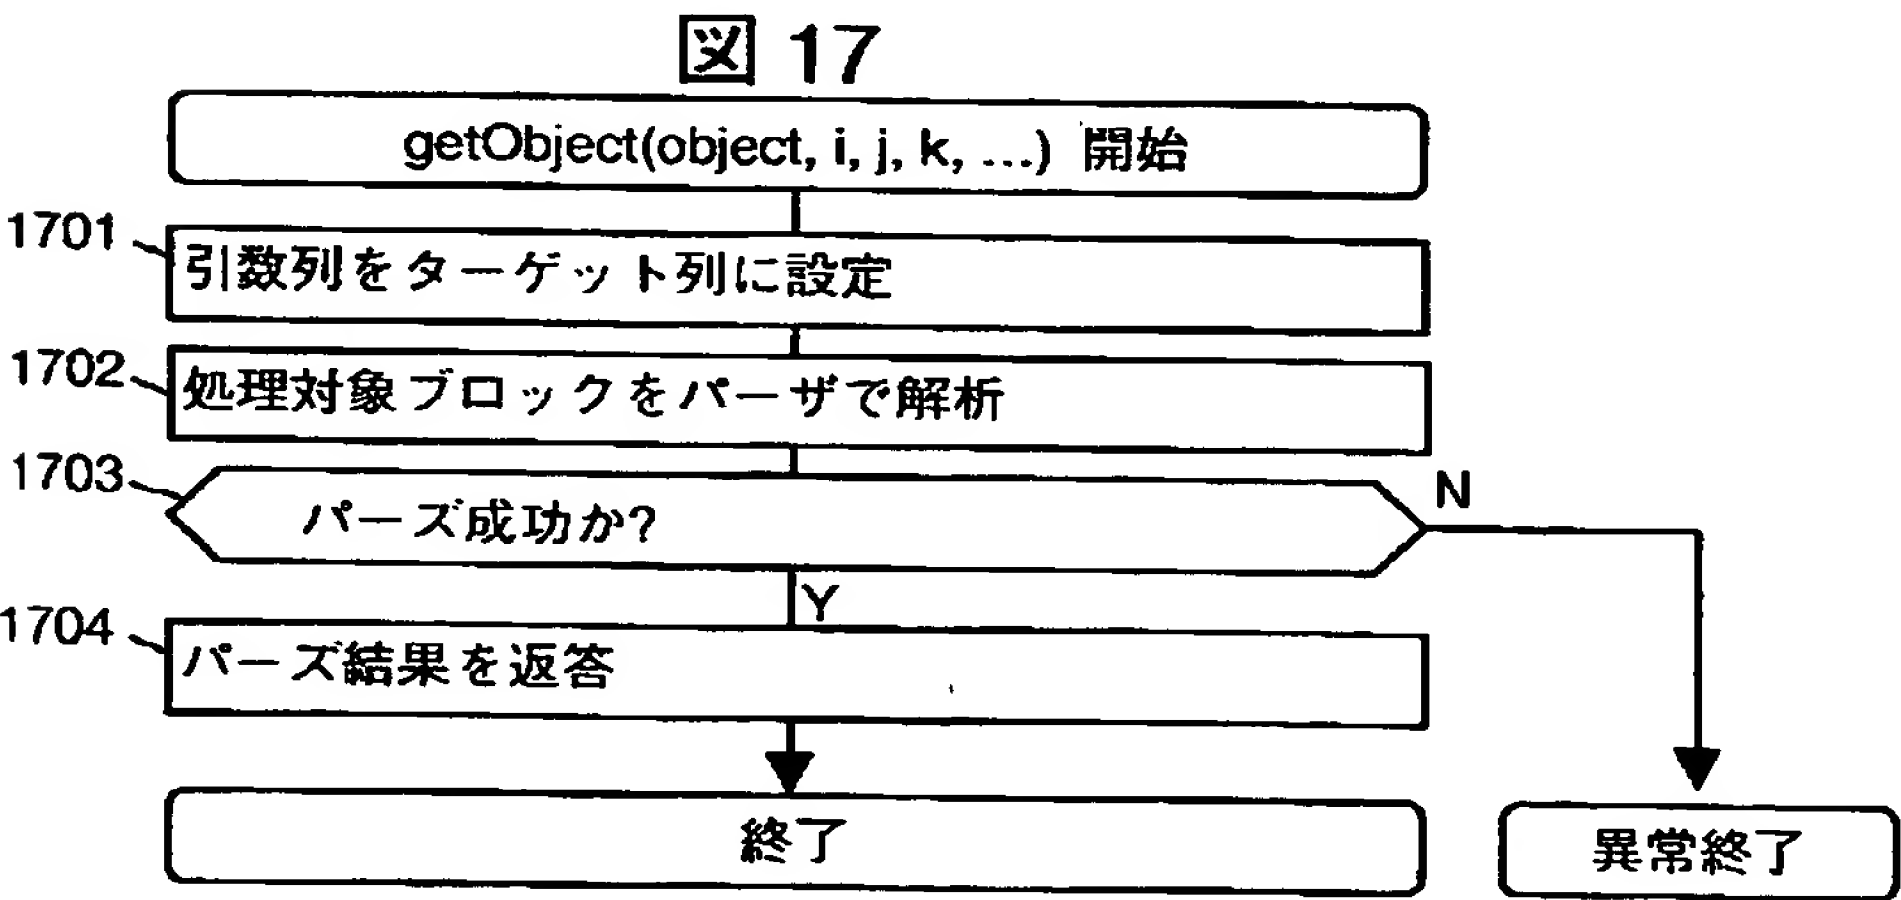 図 17
getObject(object, i, j, k, ...) 開始
1701
引数列をターゲット列に設定
1702
処理対象ブロックをパーザで解析
1703
パーズ成功か?
N
Y
1704
パーズ結果を返答
終了
異常終了